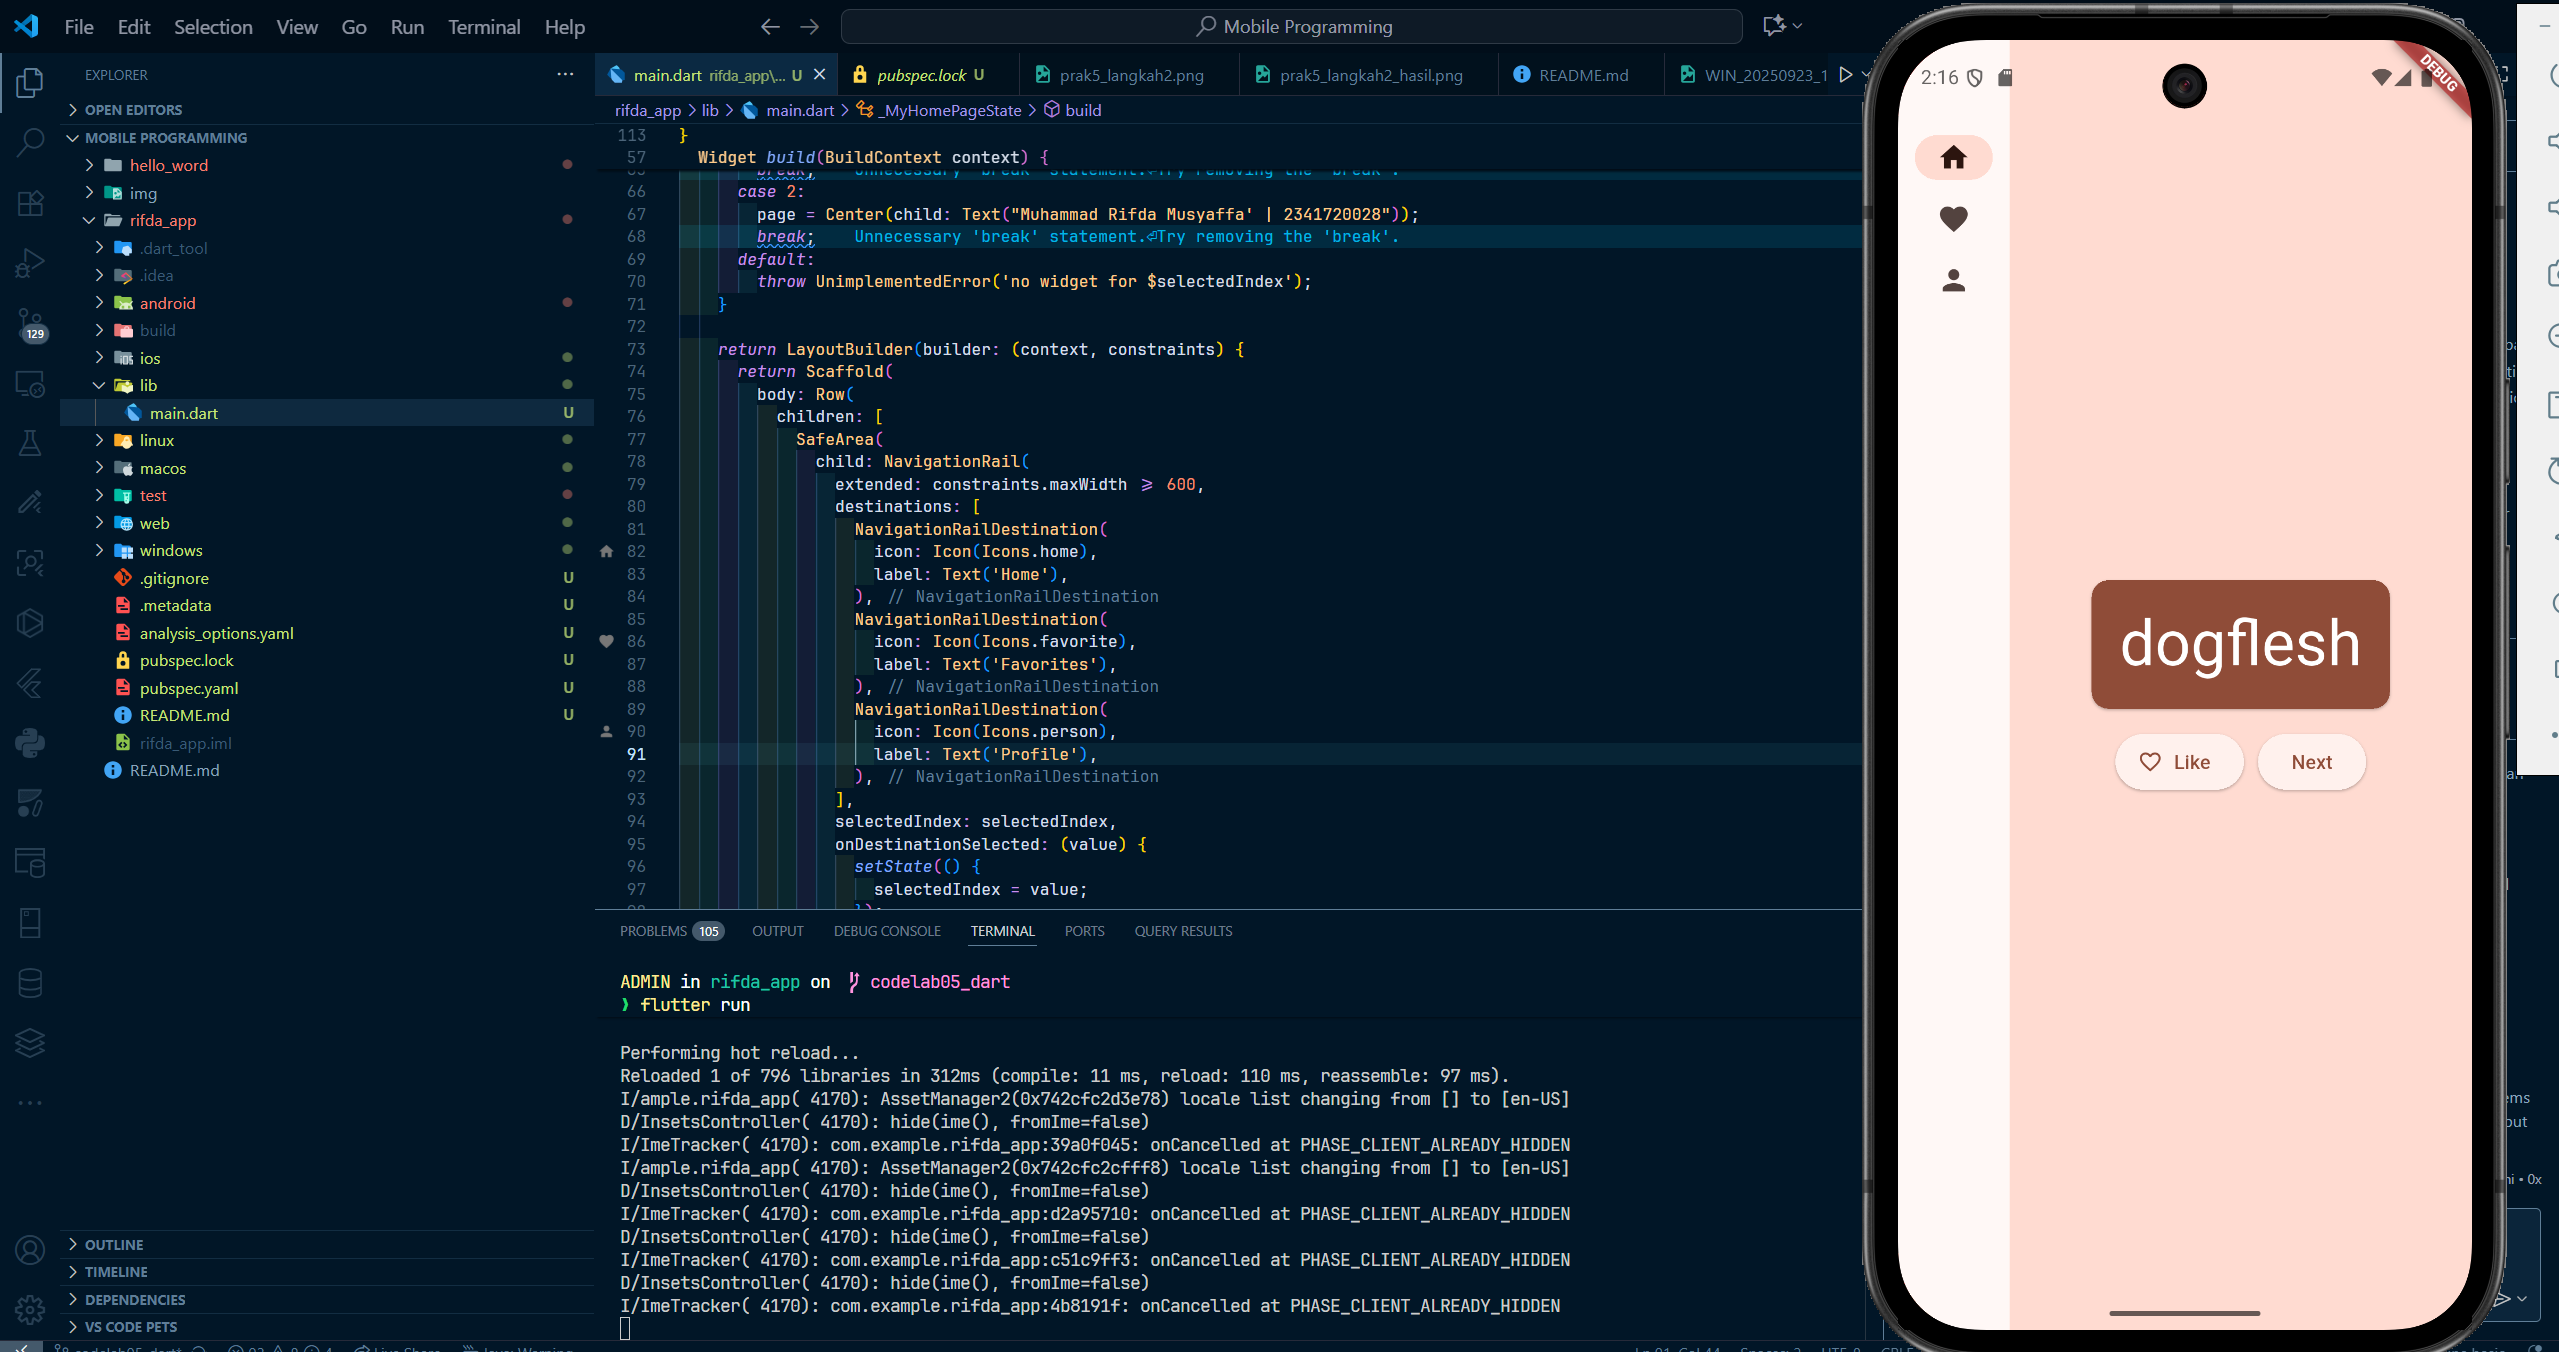 File Edit Selection View Go Run Terminal Help
Mobile Programming
EXPLORER
OPEN EDITORS
MOBILE PROGRAMMING
hello_word
img
rifda_app
.dart_tool
.idea
android
build
ios
lib
main.dart U
linux
macos
test
web
windows
.gitignore U
.metadata U
analysis_options.yaml U
pubspec.lock U
pubspec.yaml U
README.md U
rifda_app.iml
README.md
129
OUTLINE
TIMELINE
DEPENDENCIES
VS CODE PETS
main.dart rifda_app\... U
pubspec.lock U
prak5_langkah2.png
prak5_langkah2_hasil.png
README.md
WIN_20250923_1
rifda_app > lib > main.dart > _MyHomePageState > build
113 }
57 Widget build(BuildContext context) {
break; Unnecessary 'break' statement.⏎Try removing the 'break'.
66 case 2:
67 page = Center(child: Text("Muhammad Rifda Musyaffa' | 2341720028"));
68 break; Unnecessary 'break' statement.⏎Try removing the 'break'.
69 default:
70 throw UnimplementedError('no widget for $selectedIndex');
71 }
72
73 return LayoutBuilder(builder: (context, constraints) {
74 return Scaffold(
75 body: Row(
76 children: [
77 SafeArea(
78 child: NavigationRail(
79 extended: constraints.maxWidth >= 600,
80 destinations: [
81 NavigationRailDestination(
82 icon: Icon(Icons.home),
83 label: Text('Home'),
84 ), // NavigationRailDestination
85 NavigationRailDestination(
86 icon: Icon(Icons.favorite),
87 label: Text('Favorites'),
88 ), // NavigationRailDestination
89 NavigationRailDestination(
90 icon: Icon(Icons.person),
91 label: Text('Profile'),
92 ), // NavigationRailDestination
93 ],
94 selectedIndex: selectedIndex,
95 onDestinationSelected: (value) {
96 setState(() {
97 selectedIndex = value;
PROBLEMS 105 OUTPUT DEBUG CONSOLE TERMINAL PORTS QUERY RESULTS
ADMIN in rifda_app on codelab05_dart
❯ flutter run
Performing hot reload...
Reloaded 1 of 796 libraries in 312ms (compile: 11 ms, reload: 110 ms, reassemble: 97 ms).
I/ample.rifda_app( 4170): AssetManager2(0x742cfc2d3e78) locale list changing from [] to [en-US]
D/InsetsController( 4170): hide(ime(), fromIme=false)
I/ImeTracker( 4170): com.example.rifda_app:39a0f045: onCancelled at PHASE_CLIENT_ALREADY_HIDDEN
I/ample.rifda_app( 4170): AssetManager2(0x742cfc2cfff8) locale list changing from [] to [en-US]
D/InsetsController( 4170): hide(ime(), fromIme=false)
I/ImeTracker( 4170): com.example.rifda_app:d2a95710: onCancelled at PHASE_CLIENT_ALREADY_HIDDEN
D/InsetsController( 4170): hide(ime(), fromIme=false)
I/ImeTracker( 4170): com.example.rifda_app:c51c9ff3: onCancelled at PHASE_CLIENT_ALREADY_HIDDEN
D/InsetsController( 4170): hide(ime(), fromIme=false)
I/ImeTracker( 4170): com.example.rifda_app:4b8191f: onCancelled at PHASE_CLIENT_ALREADY_HIDDEN
2:16
DEBUG
dogflesh
Like
Next